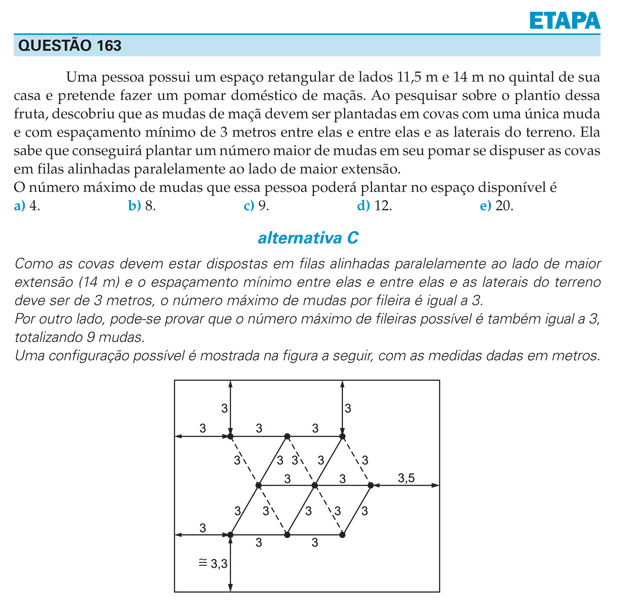 ETAPA
QUESTÃO 163
Uma pessoa possui um espaço retangular de lados 11,5 m e 14 m no quintal de sua
casa e pretende fazer um pomar doméstico de maçãs. Ao pesquisar sobre o plantio dessa
fruta, descobriu que as mudas de maçã devem ser plantadas em covas com uma única muda
e com espaçamento mínimo de 3 metros entre elas e entre elas e as laterais do terreno. Ela
sabe que conseguirá plantar um número maior de mudas em seu pomar se dispuser as covas
em filas alinhadas paralelamente ao lado de maior extensão.
O número máximo de mudas que essa pessoa poderá plantar no espaço disponível é
a) 4. b) 8. c) 9. d) 12. e) 20.
alternativa C
Como as covas devem estar dispostas em filas alinhadas paralelamente ao lado de maior
extensão (14 m) e o espaçamento mínimo entre elas e entre elas e as laterais do terreno
deve ser de 3 metros, o número máximo de mudas por fileira é igual a 3.
Por outro lado, pode-se provar que o número máximo de fileiras possível é também igual a 3,
totalizando 9 mudas.
Uma configuração possível é mostrada na figura a seguir, com as medidas dadas em metros.
3 3
3 3 3
3 3 3 3 3
3 3 3,5
3 3 3 3 3
3
3 3
≅ 3,3